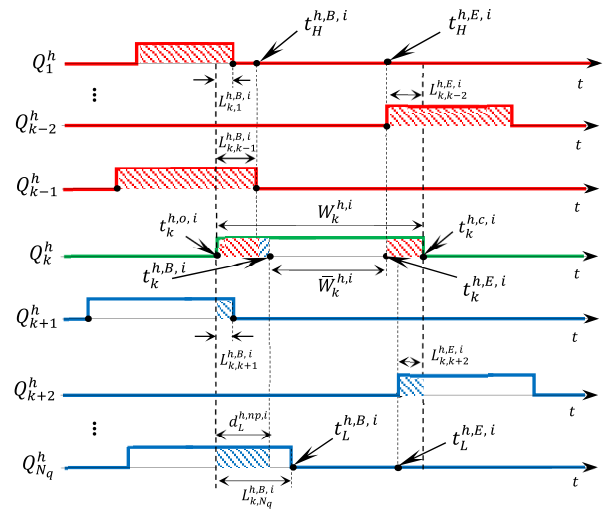 t_H^{h,B,i} t_H^{h,E,i}
Q_1^h
t
L_{k,1}^{h,B,i} L_{k,k-2}^{h,E,i}
⋮
Q_{k-2}^h
t
L_{k,k-1}^{h,B,i}
Q_{k-1}^h
t
W_k^{h,i}
t_k^{h,o,i} t_k^{h,c,i}
Q_k^h
t
t_k^{h,B,i} W̅_k^{h,i} t_k^{h,E,i}
Q_{k+1}^h
t
L_{k,k+1}^{h,B,i} L_{k,k+2}^{h,E,i}
Q_{k+2}^h
t
d_L^{h,np,i}
⋮
t_L^{h,B,i} t_L^{h,E,i}
Q_{N_q}^h
t
L_{k,N_q}^{h,B,i}